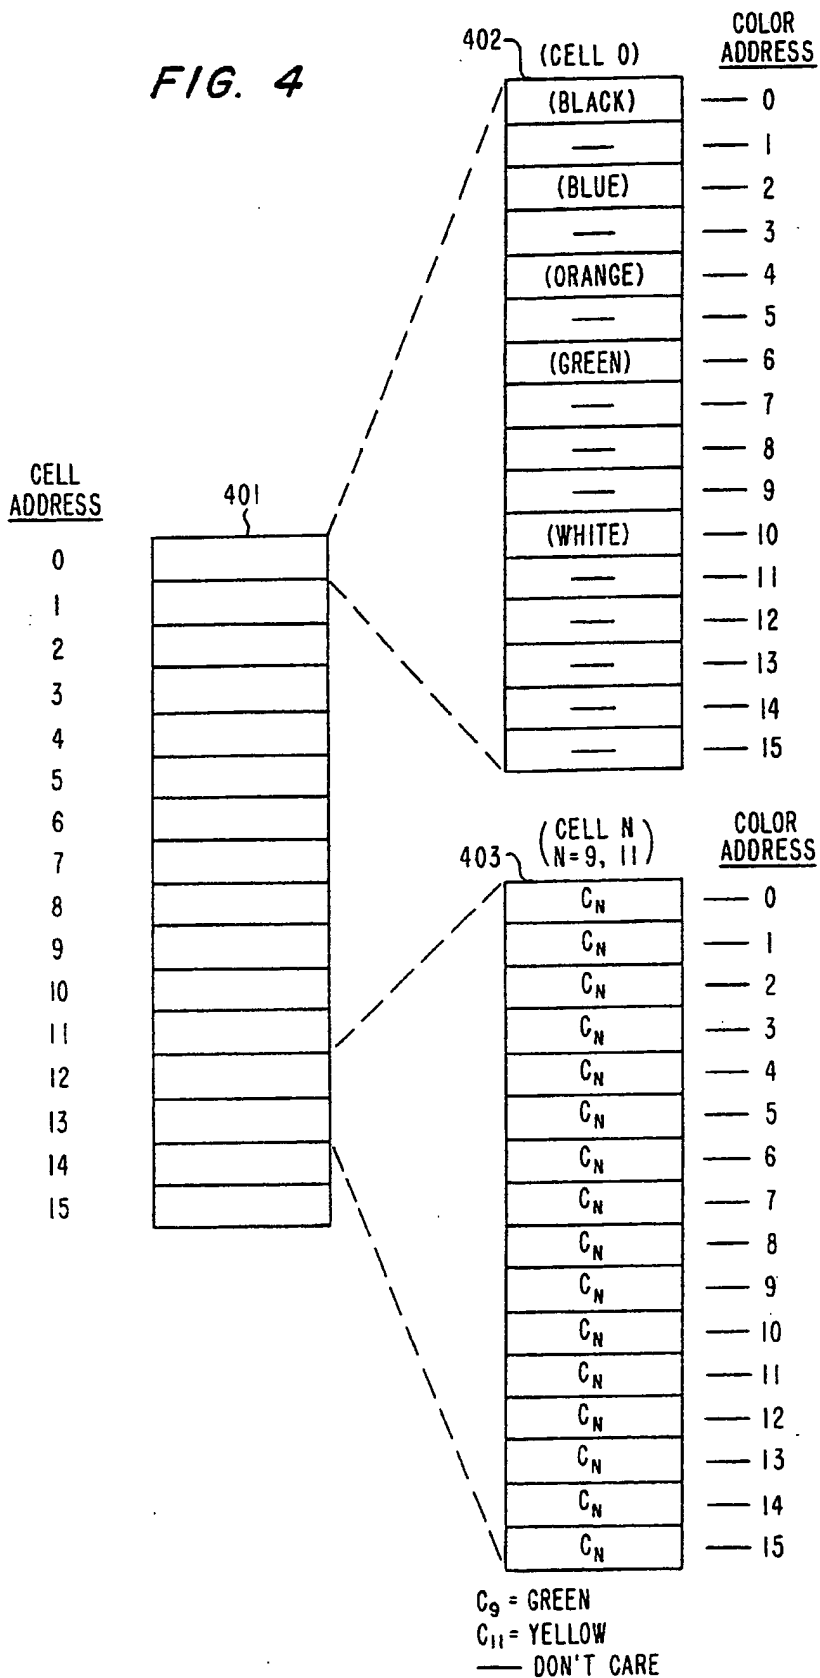 FIG. 4
402
(CELL 0)
COLOR
ADDRESS
(BLACK) — 0
— — 1
(BLUE) — 2
— — 3
(ORANGE) — 4
— — 5
(GREEN) — 6
— — 7
— — 8
— — 9
(WHITE) — 10
— — 11
— — 12
— — 13
— — 14
— — 15
CELL
ADDRESS
401
0
1
2
3
4
5
6
7
8
9
10
11
12
13
14
15
403
(CELL N
N=9, 11)
COLOR
ADDRESS
C_N — 0
C_N — 1
C_N — 2
C_N — 3
C_N — 4
C_N — 5
C_N — 6
C_N — 7
C_N — 8
C_N — 9
C_N — 10
C_N — 11
C_N — 12
C_N — 13
C_N — 14
C_N — 15
C₉ = GREEN
C₁₁ = YELLOW
— DON'T CARE